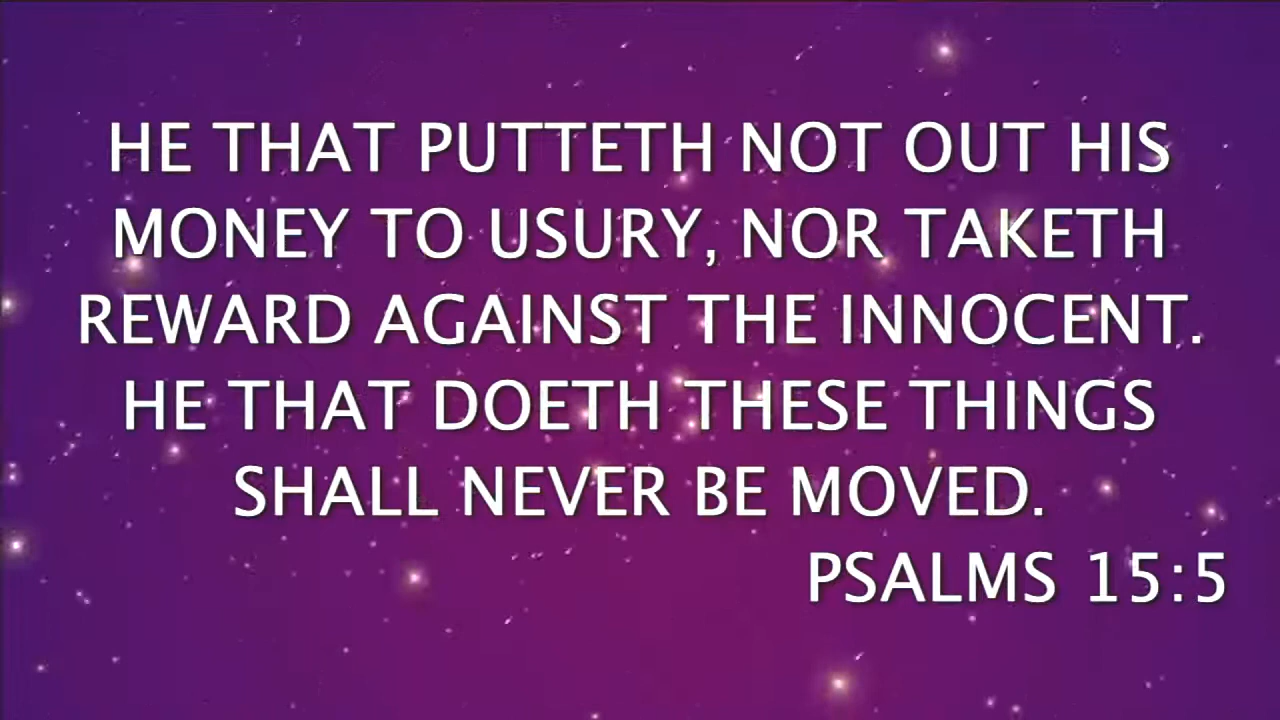 HE THAT PUTTETH NOT OUT HIS
MONEY TO USURY, NOR TAKETH
REWARD AGAINST THE INNOCENT.
HE THAT DOETH THESE THINGS
SHALL NEVER BE MOVED.
PSALMS 15:5